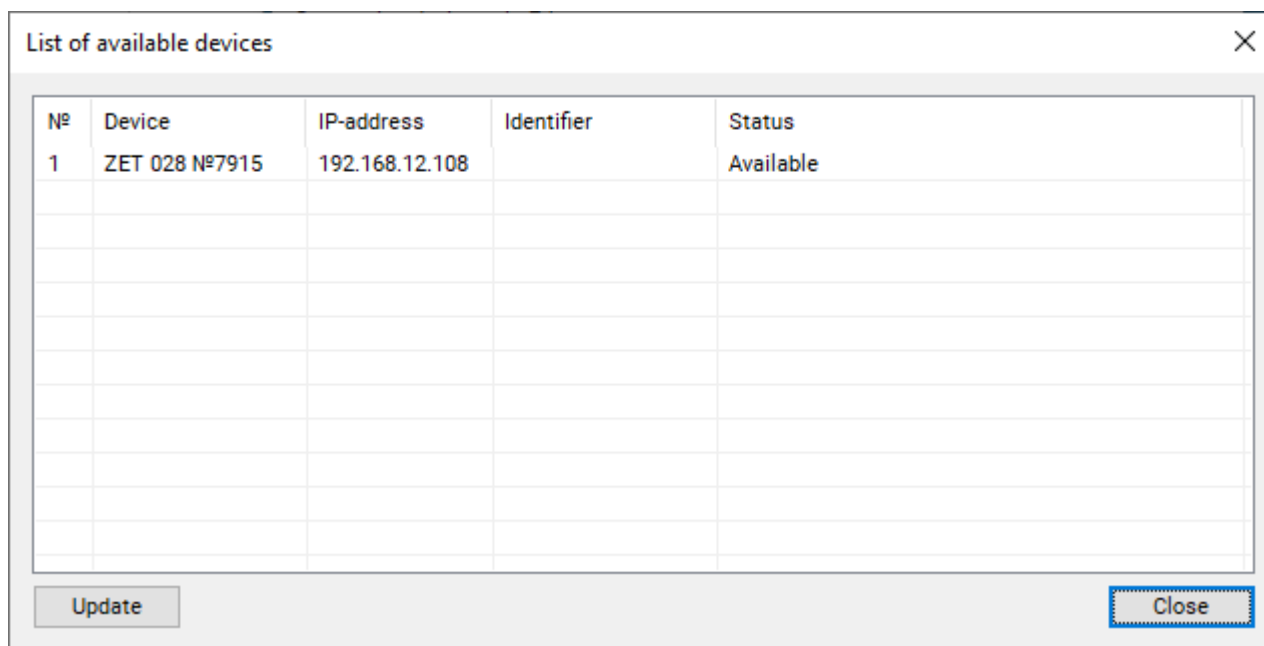 List of available devices
№ Device IP-address Identifier Status
1 ZET 028 №7915 192.168.12.108 Available
Update Close